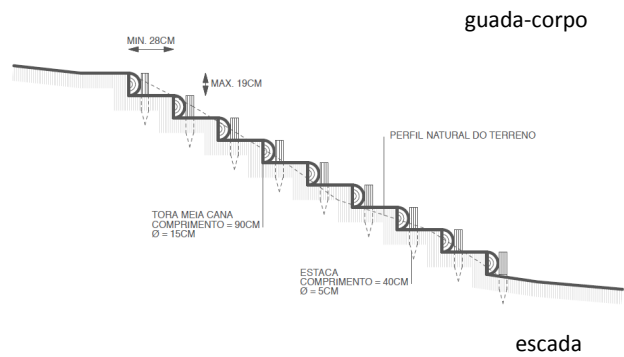 guada-corpo
MIN. 28CM
MAX. 19CM
PERFIL NATURAL DO TERRENO
TORA MEIA CANA
COMPRIMENTO = 90CM
Ø = 15CM
ESTACA
COMPRIMENTO = 40CM
Ø = 5CM
escada